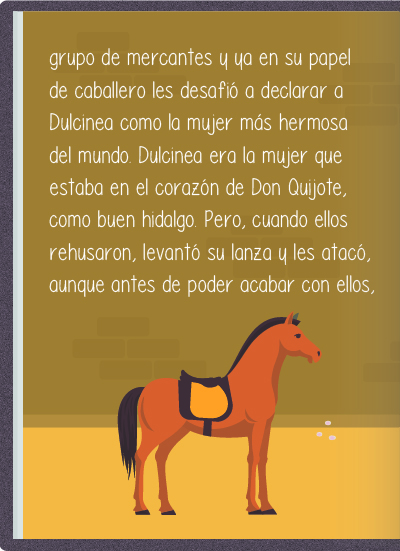 grupo de mercantes y ya en su papel
de caballero les desafió a declarar a
Dulcinea como la mujer más hermosa
del mundo. Dulcinea era la mujer que
estaba en el corazón de Don Quijote,
como buen hidalgo. Pero, cuando ellos
rehusaron, levantó su lanza y les atacó,
aunque antes de poder acabar con ellos,